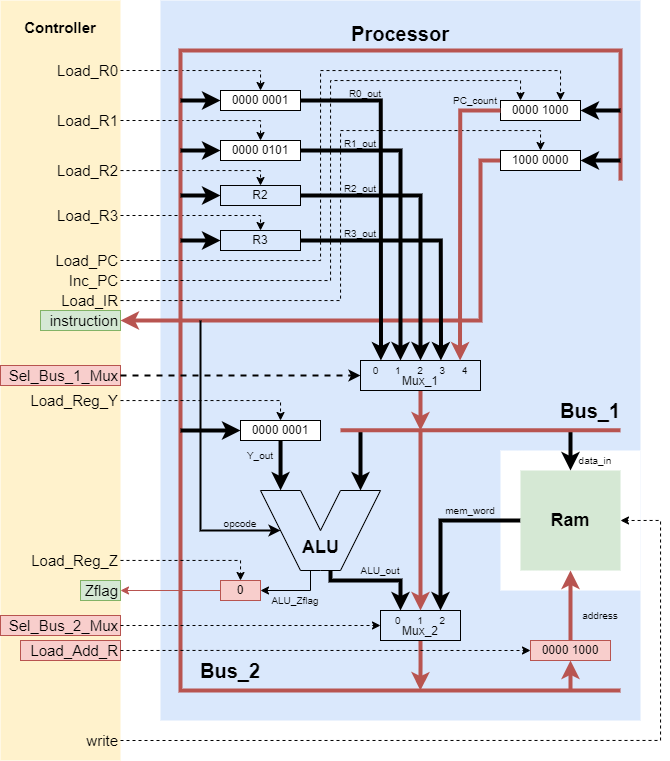 Controller
Processor
Load_R0
0000 0001
R0_out
PC_count
0000 1000
Load_R1
0000 0101
R1_out
1000 0000
Load_R2
R2
R2_out
Load_R3
R3
R3_out
Load_PC
Inc_PC
Load_IR
instruction
Sel_Bus_1_Mux
0 1 2 3 4
Mux_1
Load_Reg_Y
0000 0001
Bus_1
Y_out
data_in
mem_word
Ram
opcode
ALU
Load_Reg_Z
ALU_out
Zflag
0
ALU_Zflag
address
Sel_Bus_2_Mux
0 1 2
Mux_2
Load_Add_R
0000 1000
Bus_2
write